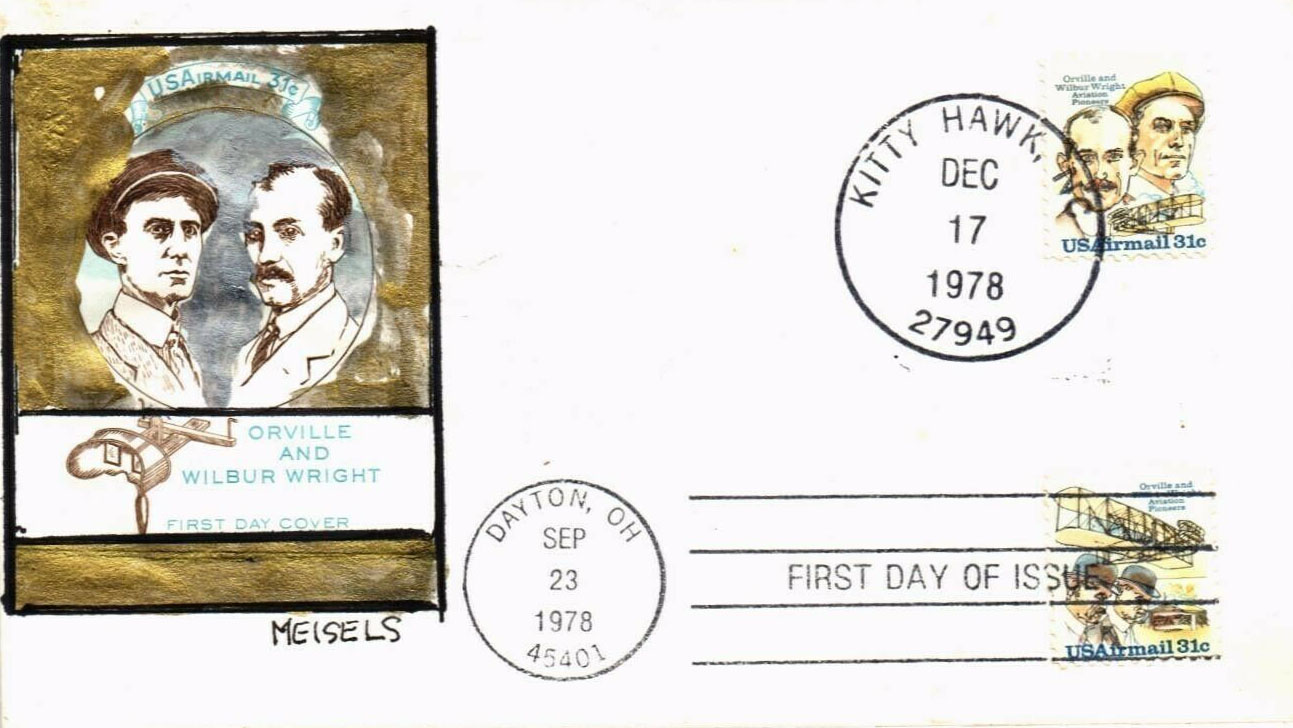 USAIRMAIL 31c
ORVILLE
AND
WILBUR WRIGHT
FIRST DAY COVER
MEISELS
KITTY HAWK, NC
DEC
17
1978
27949
Orville and
Wilbur Wright
Aviation
Pioneers
USAirmail 31c
DAYTON, OH
SEP
23
1978
45401
FIRST DAY OF ISSUE
Orville and
Aviation
Pioneers
USAirmail 31c